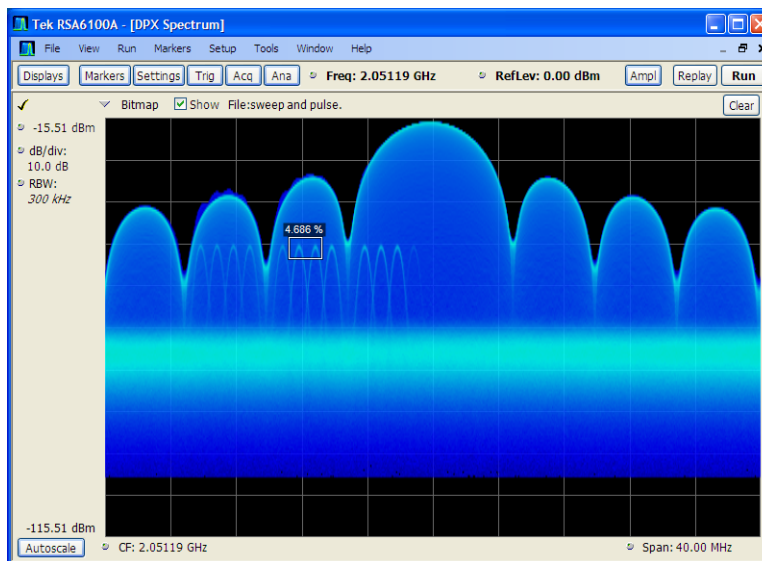 Tek RSA6100A - [DPX Spectrum]
File View Run Markers Setup Tools Window Help
Displays Markers Settings Trig Acq Ana Freq: 2.05119 GHz RefLev: 0.00 dBm Ampl Replay Run
Bitmap Show File:sweep and pulse. Clear
-15.51 dBm
dB/div:
10.0 dB
RBW:
300 kHz
4.686 %
-115.51 dBm
Autoscale CF: 2.05119 GHz Span: 40.00 MHz